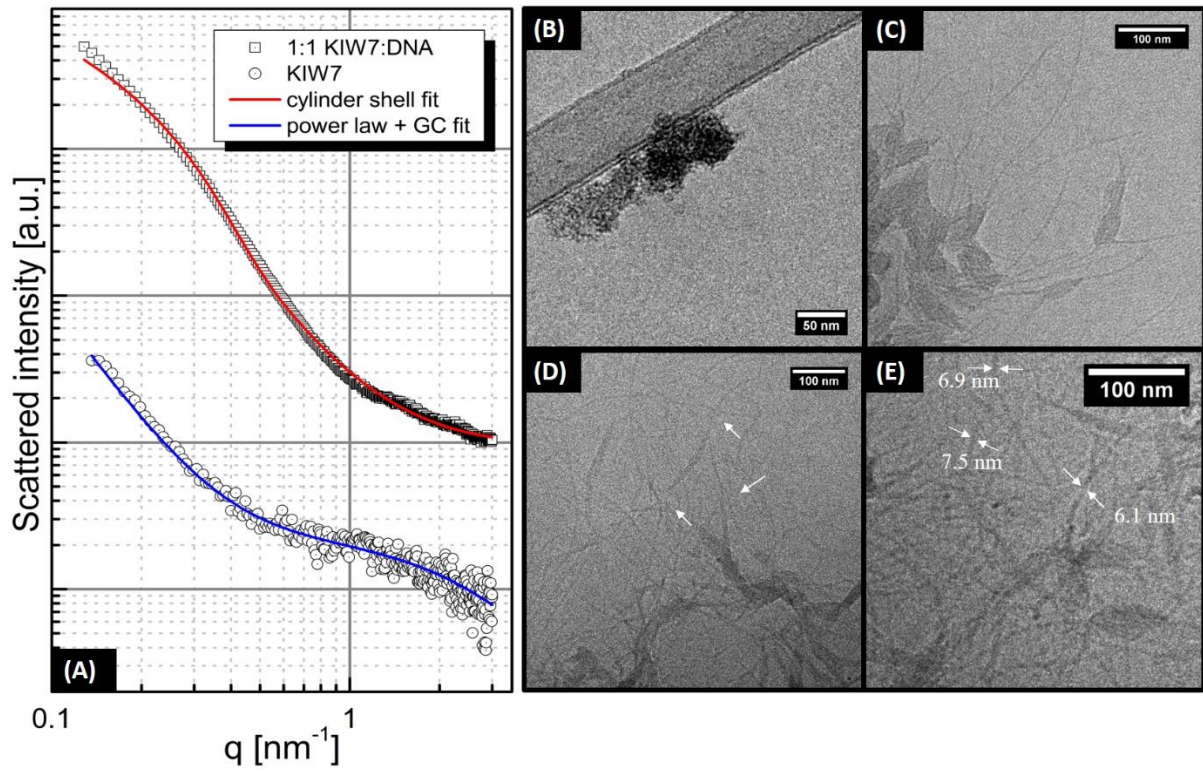 Scattered intensity [a.u.]
1:1 KIW7:DNA
KIW7
cylinder shell fit
power law + GC fit
(A)
0.1
1
q [nm⁻¹]
(B)
50 nm
(C)
100 nm
(D)
100 nm
(E)
100 nm
6.9 nm
7.5 nm
6.1 nm